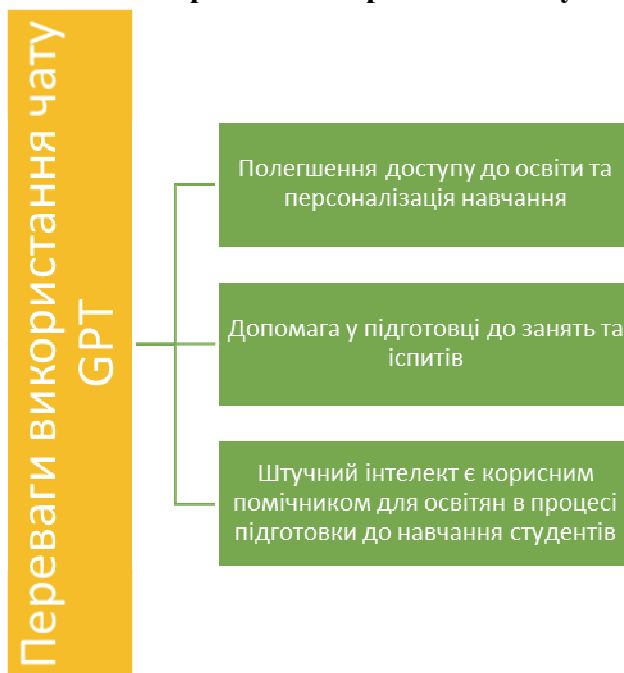 Переваги використання чату
GPT
Полегшення доступу до освіти та
персоналізація навчання
Допомога у підготовці до занять та
іспитів
Штучний інтелект є корисним
помічником для освітян в процесі
підготовки до навчання студентів